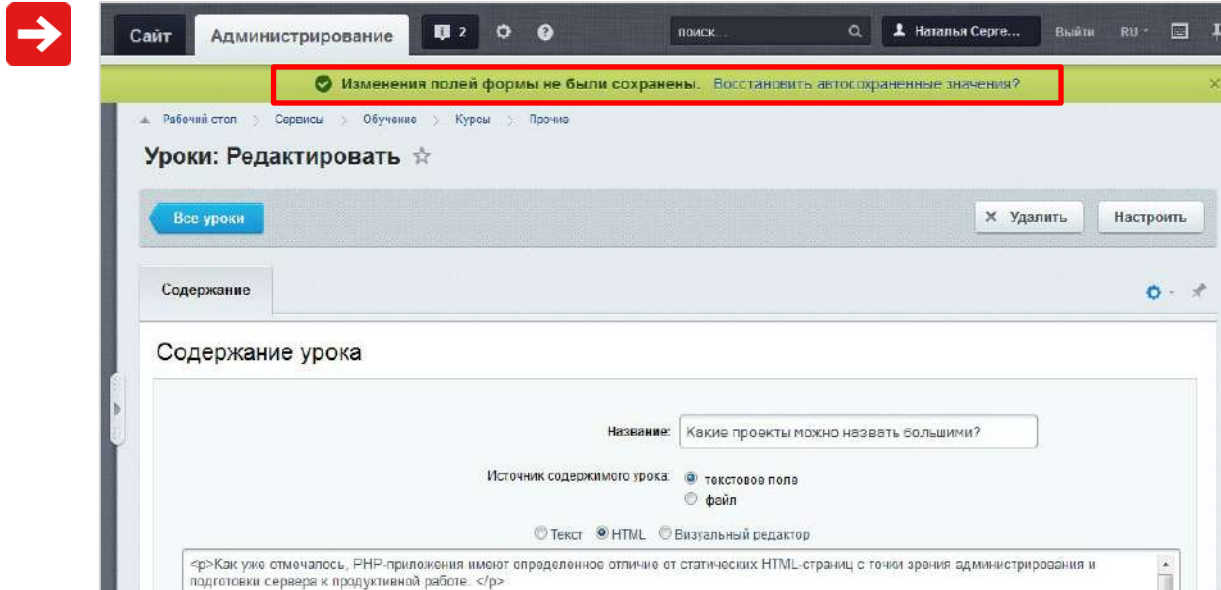 Сайт Администрирование 2 поиск... Наталья Серге... Выйти RU
Изменения полей формы не были сохранены. Восстановить автосохраненные значения?
Рабочий стол Сервисы Обучение Курсы Прочие
Уроки: Редактировать
Все уроки Удалить Настроить
Содержание
Содержание урока
Название: Какие проекты можно назвать большими?
Источник содержимого урока: текстовое поле
файл
Текст HTML Визуальный редактор
<p>Как уже отмечалось, PHP-приложения имеют определенное отличие от статических HTML-страниц с точки зрения администрирования и
подготовки сервера к продуктивной работе. </p>